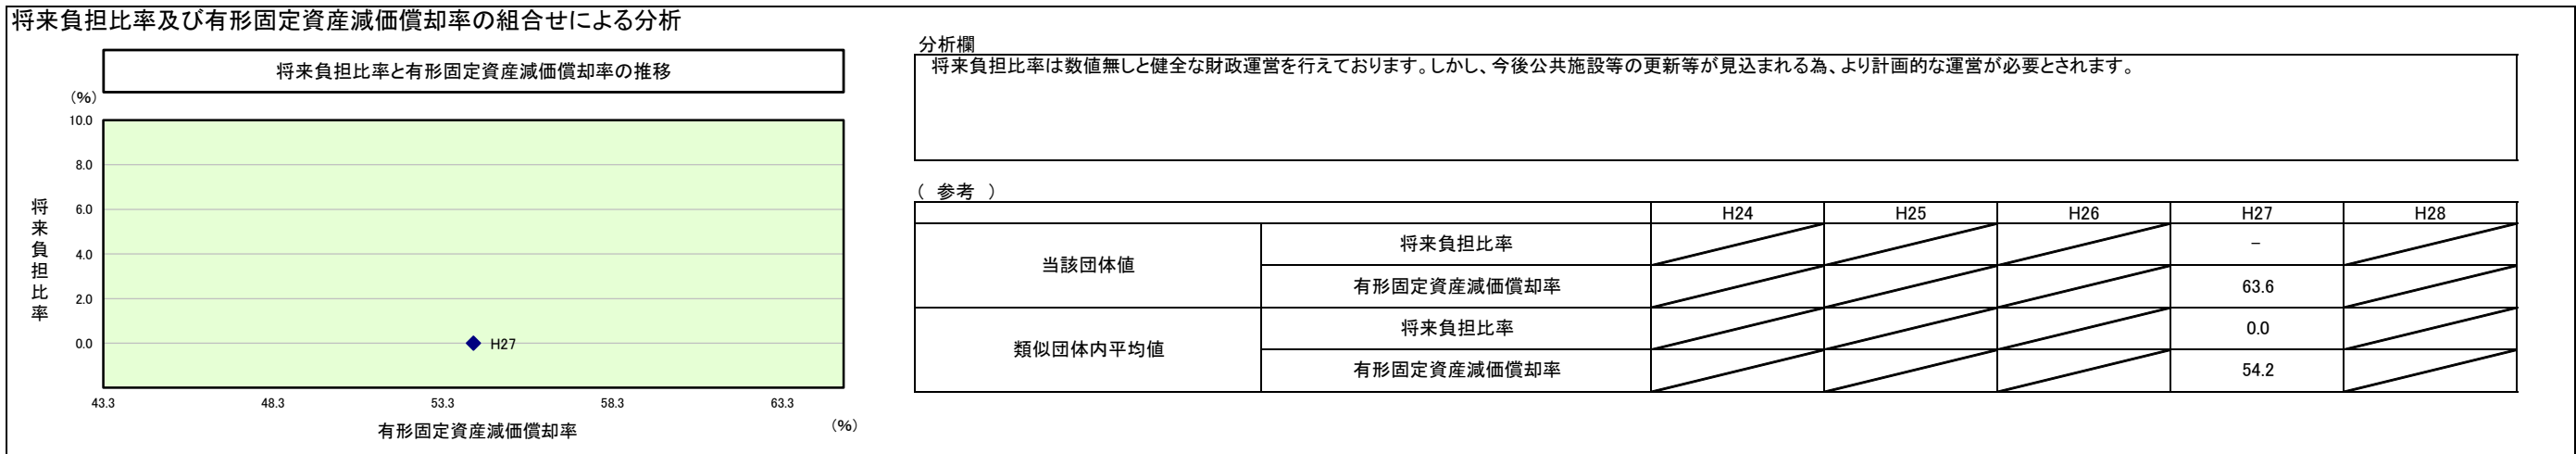 将来負担比率及び有形固定資産減価償却率の組合せによる分析
将来負担比率と有形固定資産減価償却率の推移
(%)
10.0
8.0
6.0
4.0
2.0
0.0
将来負担比率
H27
43.3 48.3 53.3 58.3 63.3
有形固定資産減価償却率
(%)
分析欄
将来負担比率は数値無しと健全な財政運営を行えております。しかし、今後公共施設等の更新等が見込まれる為、より計画的な運営が必要とされます。
( 参考 )
H24 H25 H26 H27 H28
当該団体値
将来負担比率 －
有形固定資産減価償却率 63.6
類似団体内平均値
将来負担比率 0.0
有形固定資産減価償却率 54.2